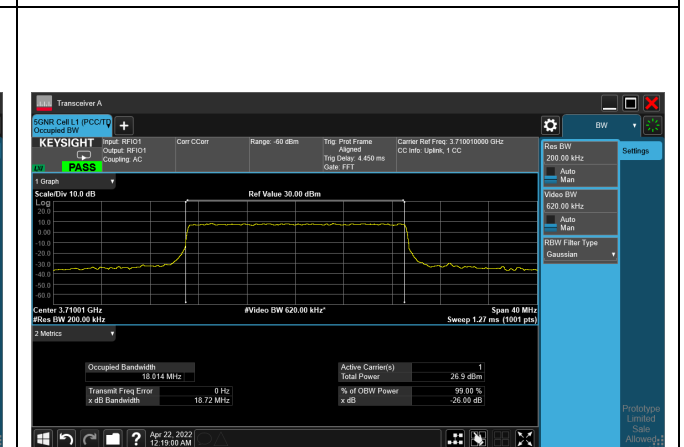 Transceiver A
5GNR Cell L1 (PCC/TD
Occupied BW
KEYSIGHT
LW
PASS
Input: RFIO1
Output: RFIO1
Coupling: AC
Corr CCorr
Range: -60 dBm
Trig: Prot Frame
Aligned
Trig Delay: 4.450 ms
Gate: FFT
Carrier Ref Freq: 3.710010000 GHz
CC Info: Uplink, 1 CC
1 Graph
Scale/Div 10.0 dB
Ref Value 30.00 dBm
Log
20.0
10.0
0.00
-10.0
-20.0
-30.0
-40.0
-50.0
-60.0
Center 3.71001 GHz
#Video BW 620.00 kHz*
Span 40 MHz
#Res BW 200.00 kHz
Sweep 1.27 ms (1001 pts)
2 Metrics
Occupied Bandwidth
18.014 MHz
Transmit Freq Error 0 Hz
x dB Bandwidth 18.72 MHz
Active Carrier(s) 1
Total Power 26.9 dBm
% of OBW Power 99.00 %
x dB -26.00 dB
BW
Res BW
200.00 kHz
Auto
Man
Video BW
620.00 kHz
Auto
Man
RBW Filter Type
Gaussian
Settings
Prototype
Limited
Sale
Allowed
Apr 22, 2022
12:19:00 AM